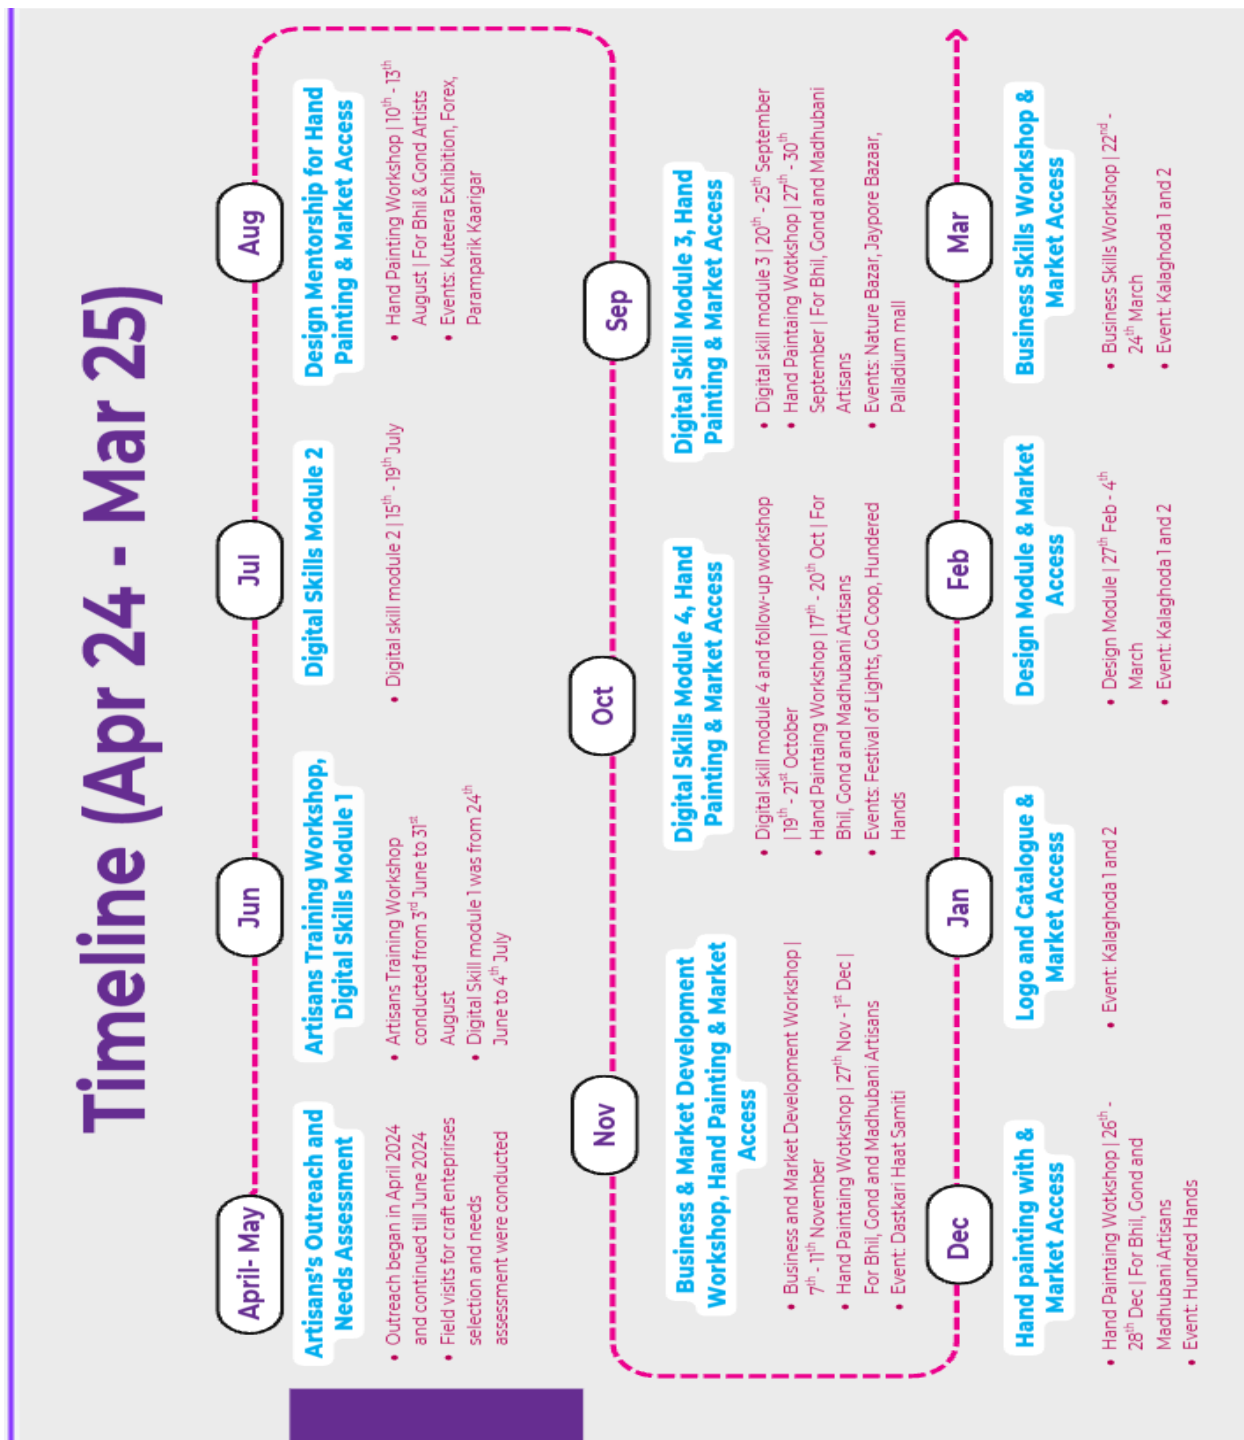 Timeline (Apr 24 - Mar 25)
April- May
Artisans's Outreach and
Needs Assessment
• Outreach began in April 2024
and continued till June 2024
• Field visits for craft enteprirses
selection and needs
assessment were conducted
Jun
Artisans Training Workshop,
Digital Skills Module 1
• Artisans Training Workshop
conducted from 3rd June to 31st
August
• Digital Skill module 1 was from 24th
June to 4th July
Jul
Digital Skills Module 2
• Digital skill module 2 | 15th - 19th July
Aug
Design Mentorship for Hand
Painting & Market Access
• Hand Painting Workshop | 10th - 13th
August | For Bhil & Gond Artists
• Events: Kuteera Exhibition, Forex,
Paramparik Kaarigar
Sep
Digital Skill Module 3, Hand
Painting & Market Access
• Digital skill module 3 | 20th - 25th September
• Hand Paintaing Wotkshop | 27th - 30th
September | For Bhil, Gond and Madhubani
Artisans
• Events: Nature Bazar, Jaypore Bazaar,
Palladium mall
Oct
Digital Skills Module 4, Hand
Painting & Market Access
• Digital skill module 4 and follow-up workshop
| 19th - 21st October
• Hand Paintaing Workshop | 17th - 20th Oct | For
Bhil, Gond and Madhubani Artisans
• Events: Festival of Lights, Go Coop, Hundered
Hands
Nov
Business & Market Development
Workshop, Hand Painting & Market
Access
• Business and Market Development Workshop |
7th - 11th November
• Hand Paintaing Wotkshop | 27th Nov - 1st Dec |
For Bhil, Gond and Madhubani Artisans
• Event: Dastkari Haat Samiti
Dec
Hand painting with &
Market Access
• Hand Paintaing Wotkshop | 26th -
28th Dec | For Bhil, Gond and
Madhubani Artisans
• Event: Hundred Hands
Jan
Logo and Catalogue &
Market Access
• Event: Kalaghoda 1 and 2
Feb
Design Module & Market
Access
• Design Module | 27th Feb - 4th
March
• Event: Kalaghoda 1 and 2
Mar
Business Skills Workshop &
Market Access
• Business Skills Workshop | 22nd -
24th March
• Event: Kalaghoda 1 and 2